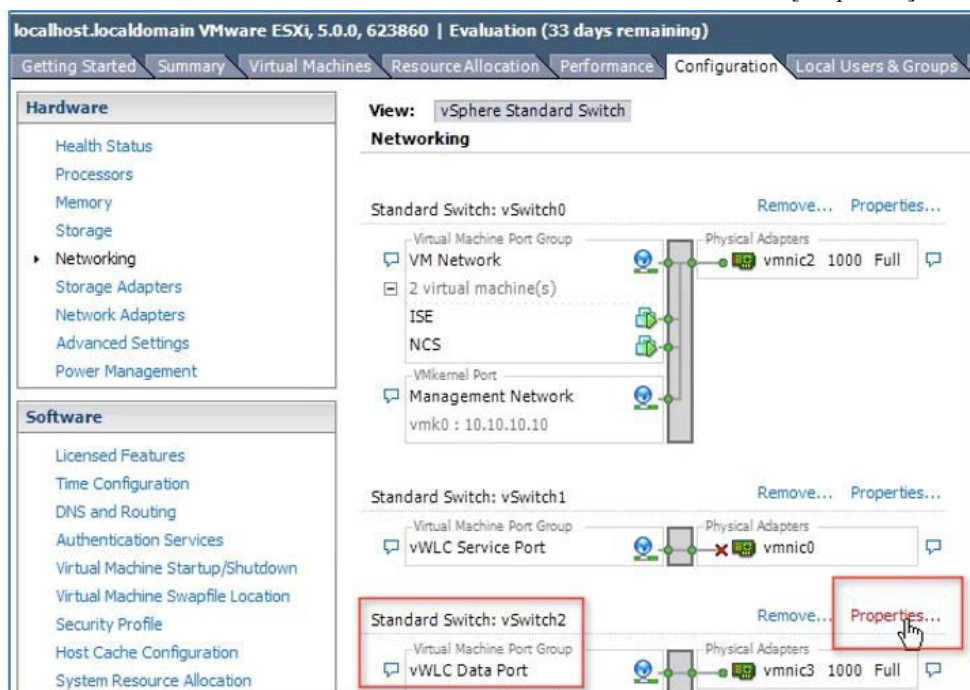 localhost.localdomain VMware ESXi, 5.0.0, 623860 | Evaluation (33 days remaining)
Getting Started Summary Virtual Machines Resource Allocation Performance Configuration Local Users & Groups
Hardware
Health Status
Processors
Memory
Storage
Networking
Storage Adapters
Network Adapters
Advanced Settings
Power Management
Software
Licensed Features
Time Configuration
DNS and Routing
Authentication Services
Virtual Machine Startup/Shutdown
Virtual Machine Swapfile Location
Security Profile
Host Cache Configuration
System Resource Allocation
View: vSphere Standard Switch
Networking
Standard Switch: vSwitch0 Remove... Properties...
Virtual Machine Port Group Physical Adapters
VM Network vmnic2 1000 Full
2 virtual machine(s)
ISE
NCS
VMkernel Port
Management Network
vmk0 : 10.10.10.10
Standard Switch: vSwitch1 Remove... Properties...
Virtual Machine Port Group Physical Adapters
vWLC Service Port vmnic0
Standard Switch: vSwitch2 Remove... Properties...
Virtual Machine Port Group Physical Adapters
vWLC Data Port vmnic3 1000 Full